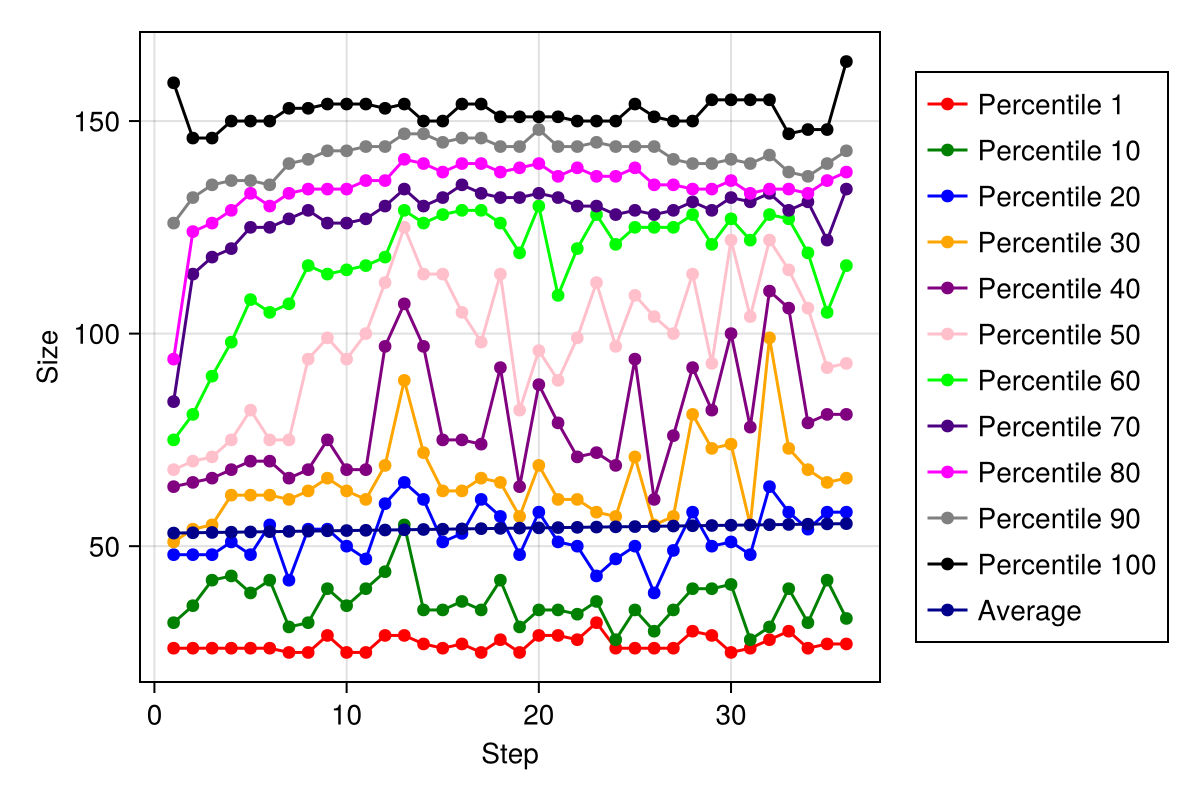 150
100
50
0
10
20
30
Size
Step
Percentile 1
Percentile 10
Percentile 20
Percentile 30
Percentile 40
Percentile 50
Percentile 60
Percentile 70
Percentile 80
Percentile 90
Percentile 100
Average